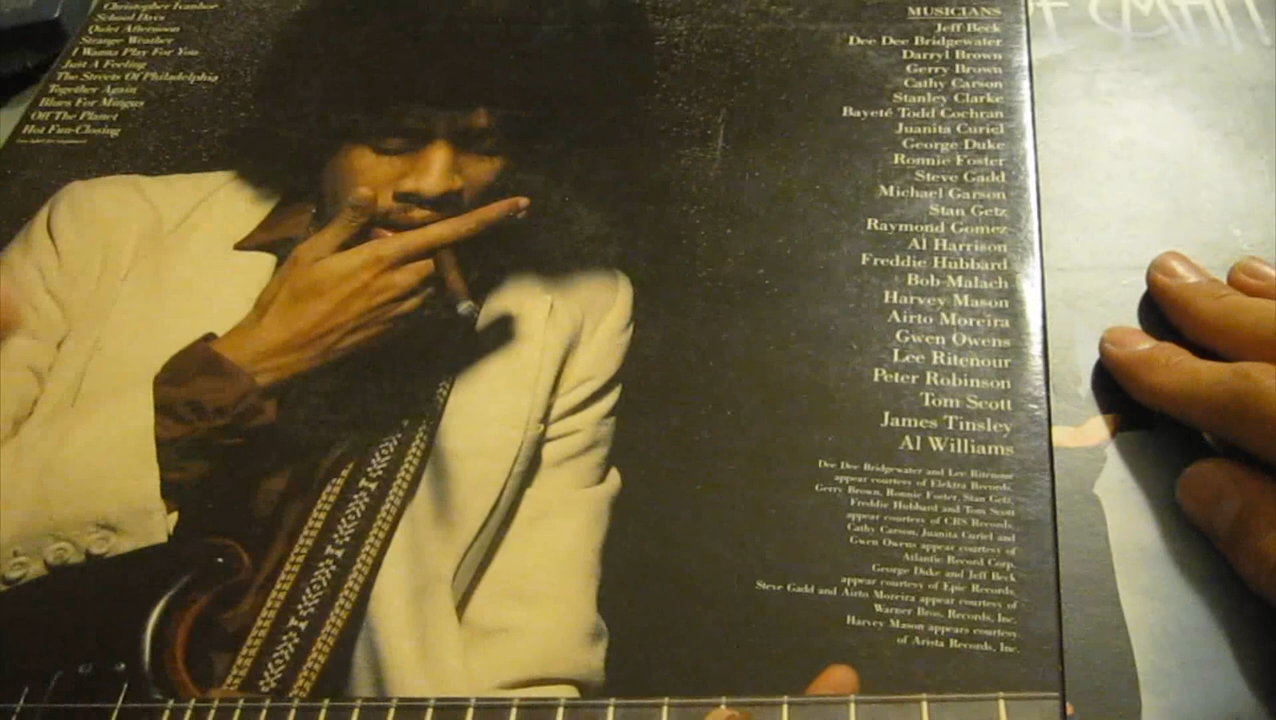 Christopher Ivanhoe
School Days
Quiet Afternoon
Strange Weather
I Wanna Play For You
Just A Feeling
The Streets Of Philadelphia
Together Again
Blues For Mingus
Off The Planet
Hot Fun-Closing
MUSICIANS
Jeff Beck
Dee Dee Bridgewater
Darryl Brown
Gerry Brown
Cathy Carson
Stanley Clarke
Bayeté Todd Cochran
Juanita Curiel
George Duke
Ronnie Foster
Steve Gadd
Michael Garson
Stan Getz
Raymond Gomez
Al Harrison
Freddie Hubbard
Bob Malach
Harvey Mason
Airto Moreira
Gwen Owens
Lee Ritenour
Peter Robinson
Tom Scott
James Tinsley
Al Williams
Dee Dee Bridgewater and Lee Ritenour
appear courtesy of Elektra Records.
Gerry Brown, Ronnie Foster, Stan Getz,
Freddie Hubbard and Tom Scott
appear courtesy of CBS Records.
Cathy Carson, Juanita Curiel and
Gwen Owens appear courtesy of
Atlantic Record Corp.
George Duke and Jeff Beck
appear courtesy of Epic Records.
Steve Gadd and Airto Moreira appear courtesy of
Warner Bros. Records, Inc.
Harvey Mason appears courtesy
of Arista Records, Inc.